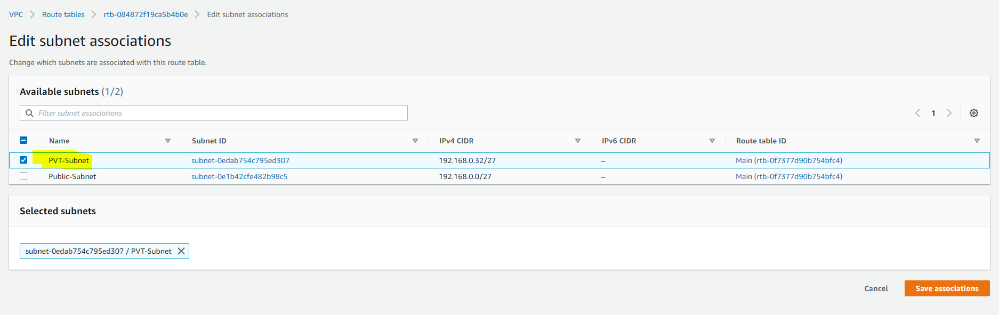 VPC > Route tables > rtb-084872f19ca5b4b0e > Edit subnet associations
Edit subnet associations
Change which subnets are associated with this route table.
Available subnets (1/2)
Filter subnet associations
1
Name Subnet ID IPv4 CIDR IPv6 CIDR Route table ID
PVT-Subnet subnet-0edab754c795ed307 192.168.0.32/27 – Main (rtb-0f7377d90b754bfc4)
Public-Subnet subnet-0e1b42cfe482b98c5 192.168.0.0/27 – Main (rtb-0f7377d90b754bfc4)
Selected subnets
subnet-0edab754c795ed307 / PVT-Subnet
Cancel Save associations